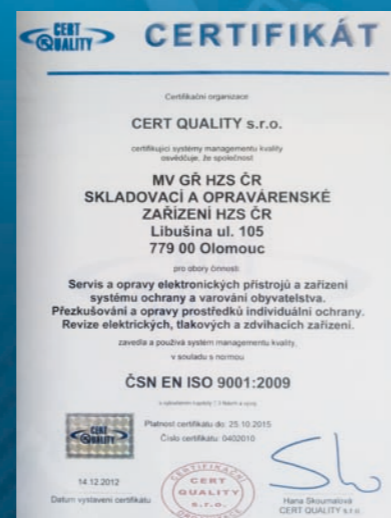 CERT
QUALITY
CERTIFIKÁT
Certifikační organizace
CERT QUALITY s.r.o.
certifikující systémy managementu kvality
osvědčuje, že společnost
MV GŘ HZS ČR
SKLADOVACÍ A OPRAVÁRENSKÉ
ZAŘÍZENÍ HZS ČR
Libušina ul. 105
779 00 Olomouc
pro obory činnosti
Servis a opravy elektronických přístrojů a zařízení
systému ochrany a varování obyvatelstva.
Přezkušování a opravy prostředků individuální ochrany.
Revize elektrických, tlakových a zdvihacích zařízení.
zavedla a používá systém managementu kvality,
v souladu s normou
ČSN EN ISO 9001:2009
Platnost certifikátu do: 25.10.2015
Číslo certifikátu: 0402010
CERT
QUALITY
14.12.2012
Datum vystavení certifikátu
CERTIFIKAČNÍ
CERT
QUALITY
s.r.o.
ORGANIZACE
Hana Skoumalová
CERT QUALITY s.r.o.